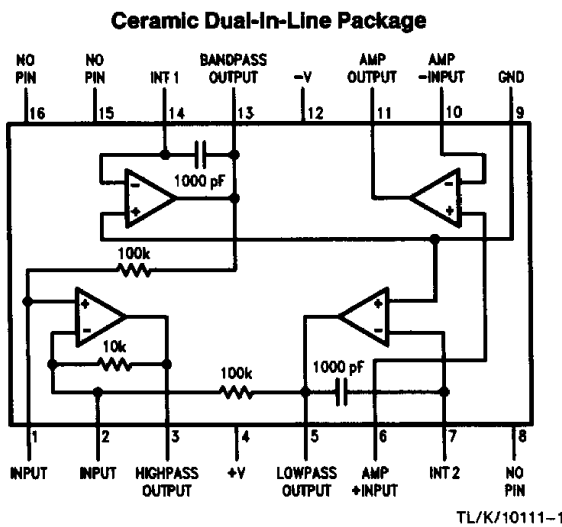 Ceramic Dual-In-Line Package
NO PIN
NO PIN
INT 1
BANDPASS OUTPUT
-V
AMP OUTPUT
AMP -INPUT
GND
16
15
14
13
12
11
10
9
1000 pF
-
+
-
+
100k
+
-
+
-
10k
100k
1000 pF
1
2
3
4
5
6
7
8
INPUT
INPUT
HIGHPASS OUTPUT
+V
LOWPASS OUTPUT
AMP +INPUT
INT 2
NO PIN
TL/K/10111-1